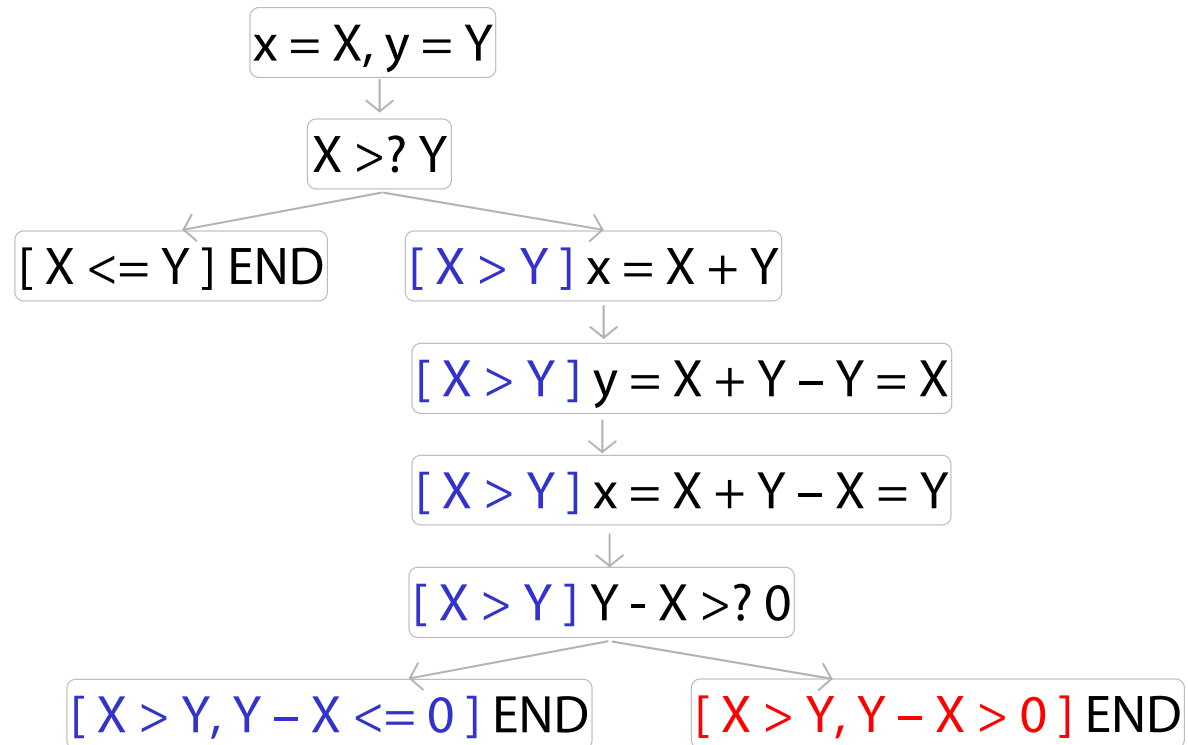 x = X, y = Y
X >? Y
[ X <= Y ] END
[ X > Y ] x = X + Y
[ X > Y ] y = X + Y – Y = X
[ X > Y ] x = X + Y – X = Y
[ X > Y ] Y - X >? 0
[ X > Y, Y – X <= 0 ] END
[ X > Y, Y – X > 0 ] END